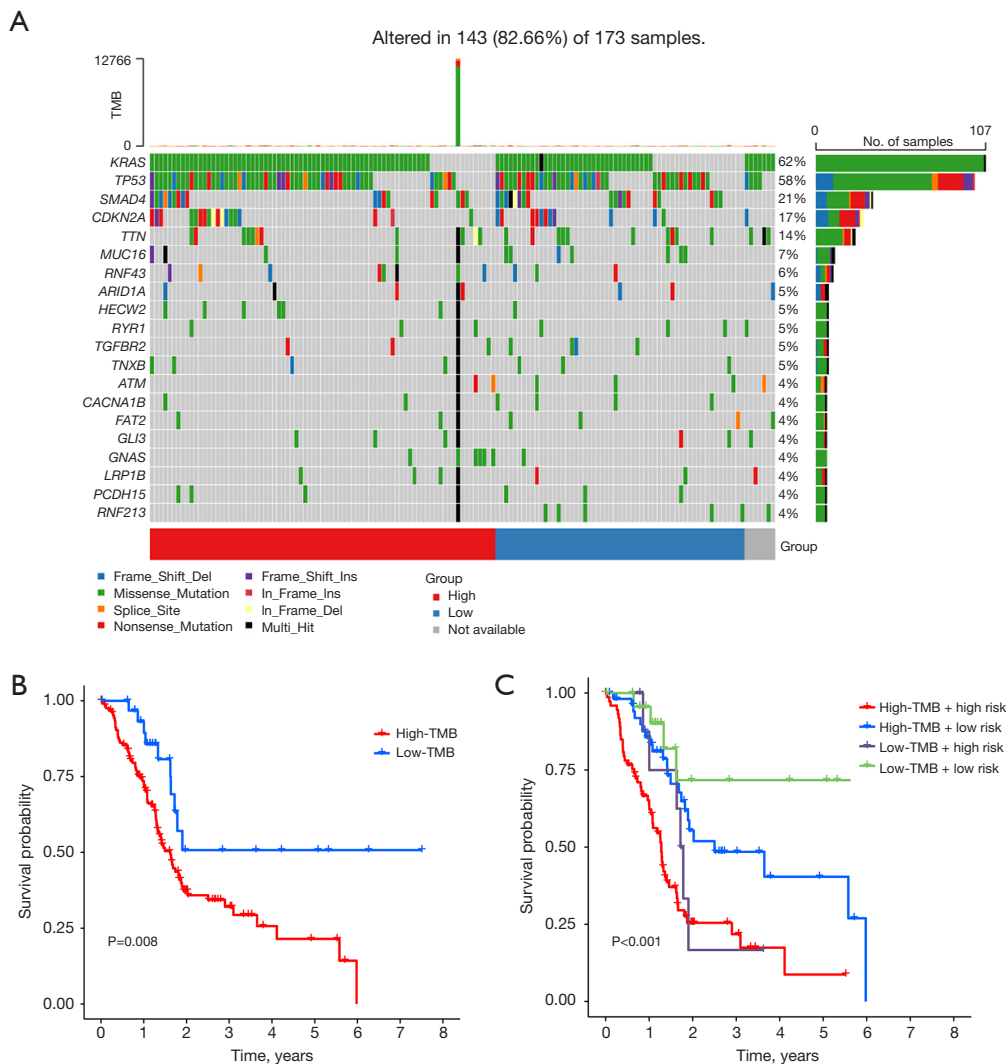 A
Altered in 143 (82.66%) of 173 samples.
12766
TMB
0
0 107
No. of samples
KRAS 62%
TP53 58%
SMAD4 21%
CDKN2A 17%
TTN 14%
MUC16 7%
RNF43 6%
ARID1A 5%
HECW2 5%
RYR1 5%
TGFBR2 5%
TNXB 5%
ATM 4%
CACNA1B 4%
FAT2 4%
GLI3 4%
GNAS 4%
LRP1B 4%
PCDH15 4%
RNF213 4%
Group
Frame_Shift_Del
Missense_Mutation
Splice_Site
Nonsense_Mutation
Frame_Shift_Ins
In_Frame_Ins
In_Frame_Del
Multi_Hit
Group
High
Low
Not available
B
Survival probability
1.00
0.75
0.50
0.25
0.00
High-TMB
Low-TMB
P=0.008
0 1 2 3 4 5 6 7 8
Time, years
C
Survival probability
1.00
0.75
0.50
0.25
0.00
High-TMB + high risk
High-TMB + low risk
Low-TMB + high risk
Low-TMB + low risk
P<0.001
0 1 2 3 4 5 6 7 8
Time, years